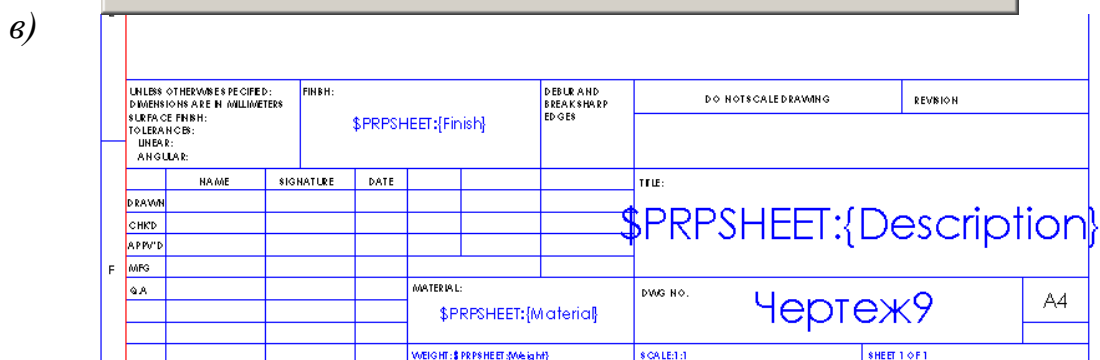 в)
UNLESS OTHERWISE SPECIFIED:
DIMENSIONS ARE IN MILLIMETERS
SURFACE FINISH:
TOLERANCES:
LINEAR:
ANGULAR:
FINISH:
$PRPSHEET:{Finish}
DEBUR AND
BREAK SHARP
EDGES
DO NOT SCALE DRAWING
REVISION
NAME
SIGNATURE
DATE
TITLE:
DRAWN
CHK'D
APPV'D
MFG
Q.A
$PRPSHEET:{Description}
F
MATERIAL:
$PRPSHEET:{Material}
DWG NO.
Чертеж9
A4
WEIGHT:$PRPSHEET:{Weight}
SCALE:1:1
SHEET 1 OF 1